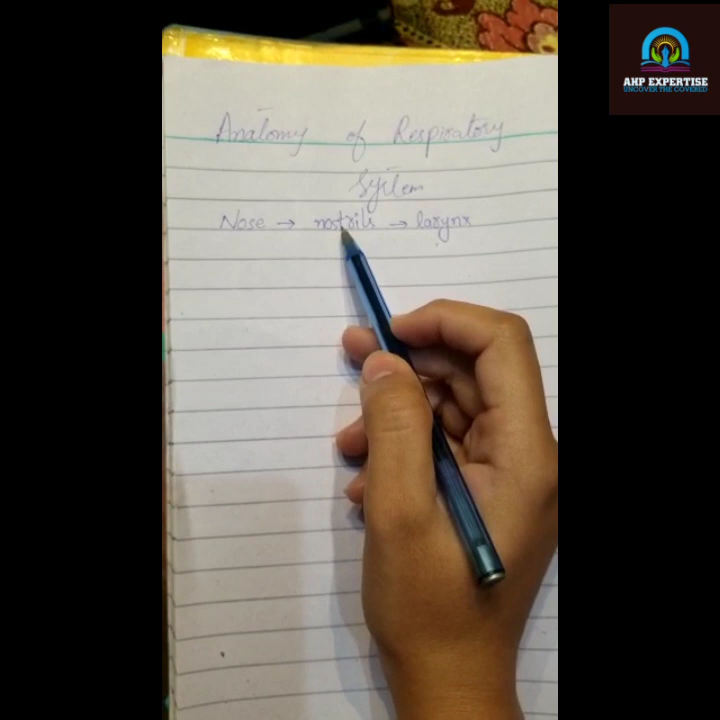 AHP EXPERTISE
UNCOVER THE COVERED
Anatomy of Respiratory
System
Nose → nostrils → larynx